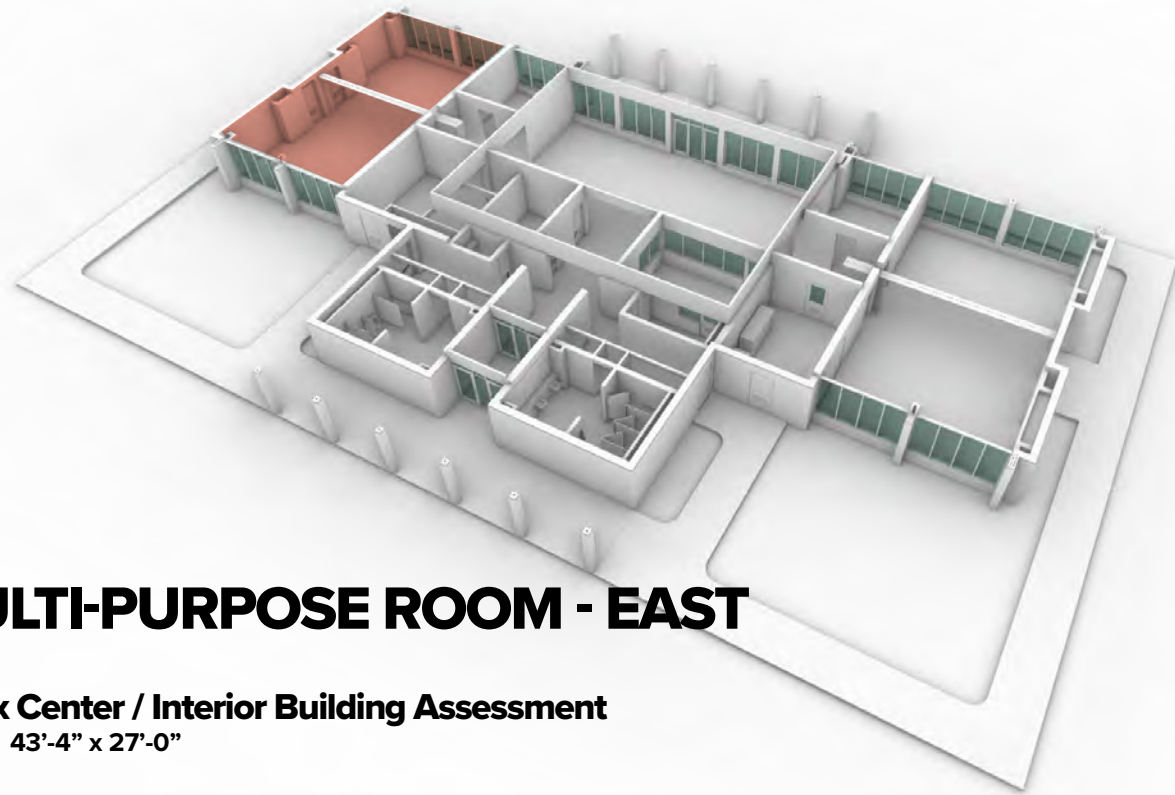 ULTI-PURPOSE ROOM - EAST
x Center / Interior Building Assessment
43’-4” x 27’-0”